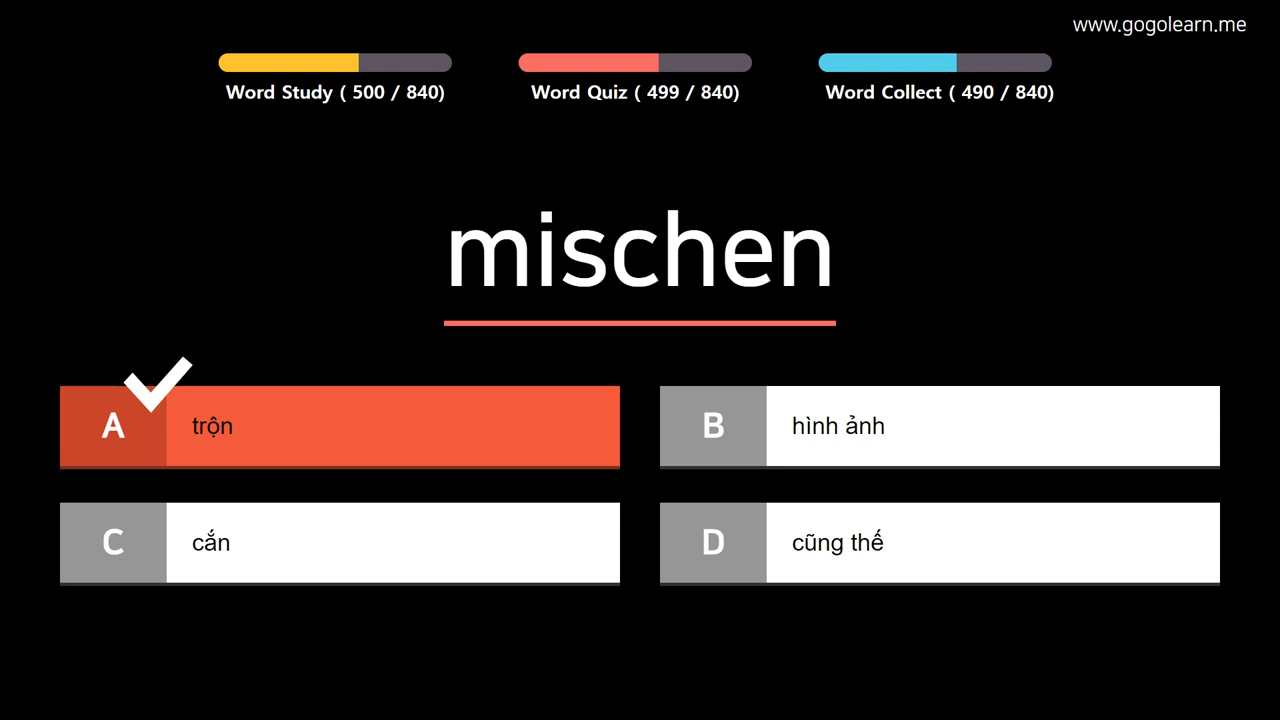 www.gogolearn.me
Word Study ( 500 / 840)
Word Quiz ( 499 / 840)
Word Collect ( 490 / 840)
mischen
A trộn
B hình ảnh
C cắn
D cũng thế